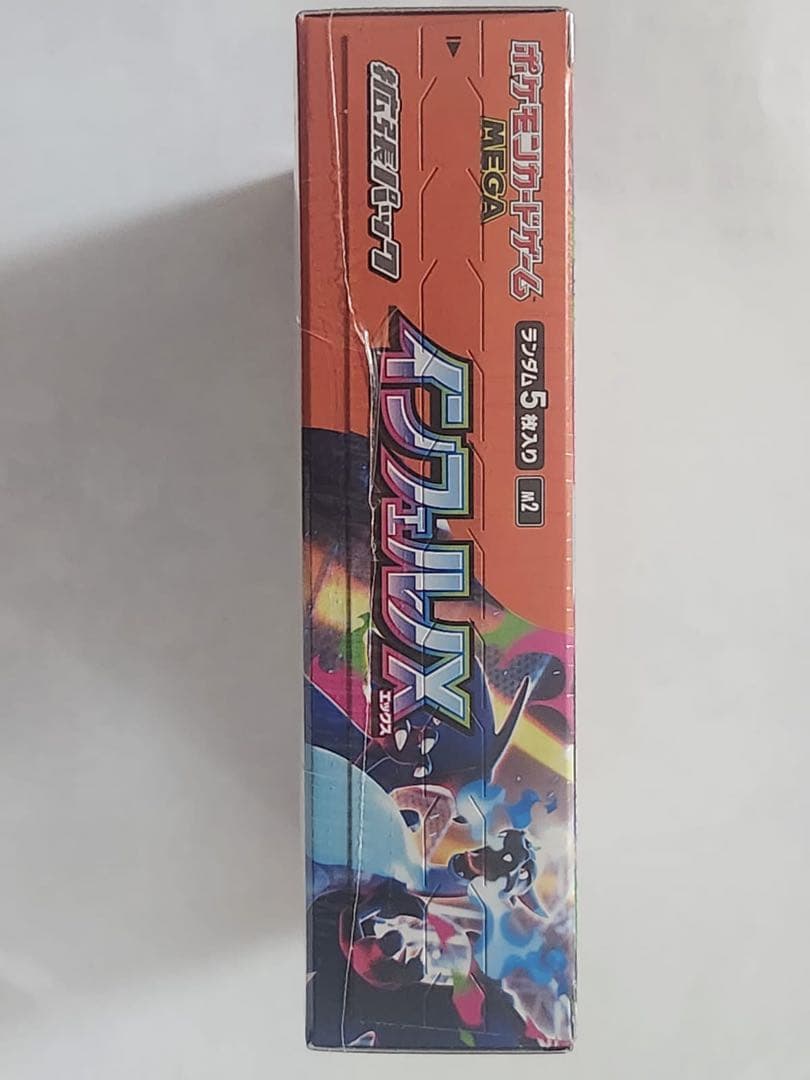 ポケモンカードゲーム
MEGA
拡張パック
ランダム5枚入り
M2
インフェルノX
エックス